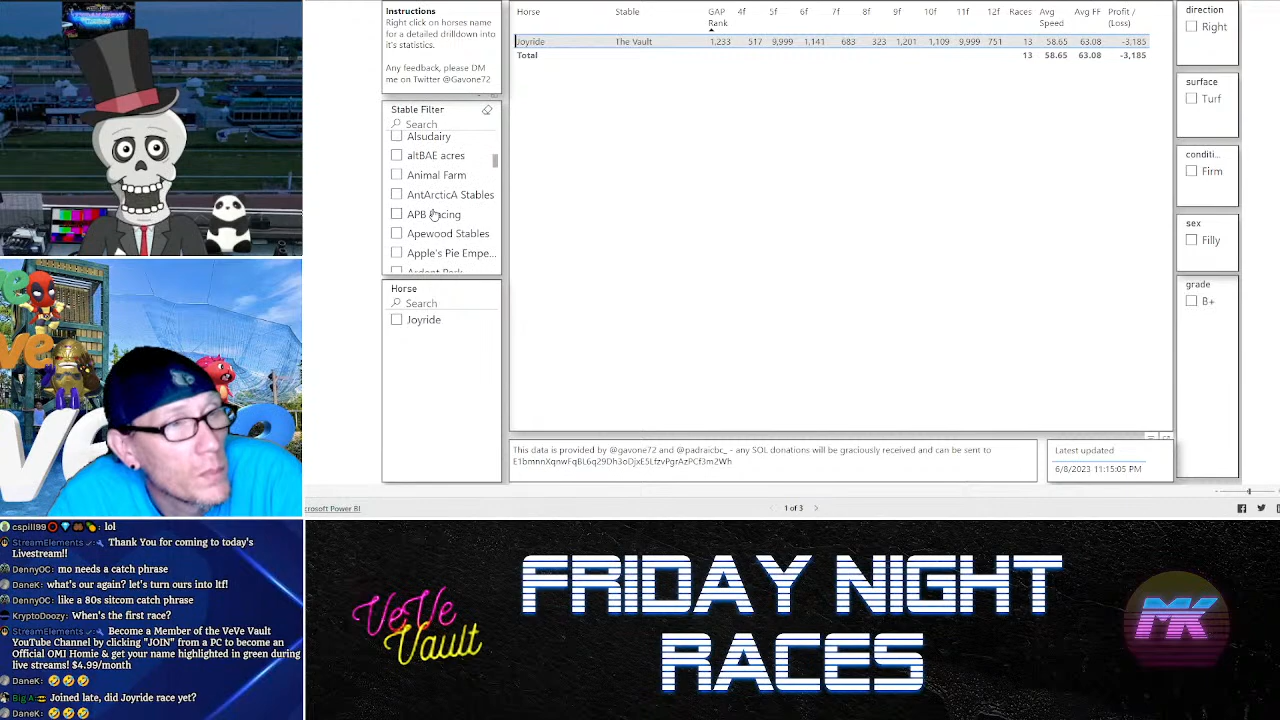 Instructions
Right click on horses name
for a detailed drilldown into
it's statistics.
Any feedback, please DM
me on Twitter @Gavone72
Stable Filter
Search
Alsudairy
altBAE acres
Animal Farm
AntArcticA Stables
APB Racing
Apewood Stables
Apple's Pie Empe...
Horse
Search
Joyride
Horse Stable GAP Rank 4f 5f 6f 7f 8f 9f 10f 11f 12f Races Avg Speed Avg FF Profit / (Loss)
Joyride The Vault 1,233 517 9,999 1,141 683 323 1,201 1,109 9,999 751 13 58.65 63.08 -3,185
Total 13 58.65 63.08 -3,185
direction
Right
surface
Turf
conditi...
Firm
sex
Filly
grade
B+
This data is provided by @gavone72 and @padraicbc_ - any SOL donations will be graciously received and can be sent to
E1bmnnXqnwFqBL6q29Dh3oDjxE5LfzvPgrAzPCf3m2Wh
Latest updated
6/8/2023 11:15:05 PM
crosoft Power BI
1 of 3
cspill99 : lol
StreamElements : Thank You for coming to today's
Livestream!!
DennyOC: mo needs a catch phrase
DaneK: what's our again? let's turn ours into ltf!
DennyOC: like a 80s sitcom catch phrase
KryptoDoozy: When's the first race?
StreamElements : Become a Member of the VeVe Vault
YouTube Channel by clicking "JOIN" from a PC to become an
Official OMI Homie & get your name highlighted in green during
live streams! $4.99/month
DaneK: 🤣 🤣 🤣
Big A : Joined late, did Joyride race yet?
DaneK: 🤣 🤣 🤣
VeVe
Vault
FRIDAY NIGHT
RACES
MK